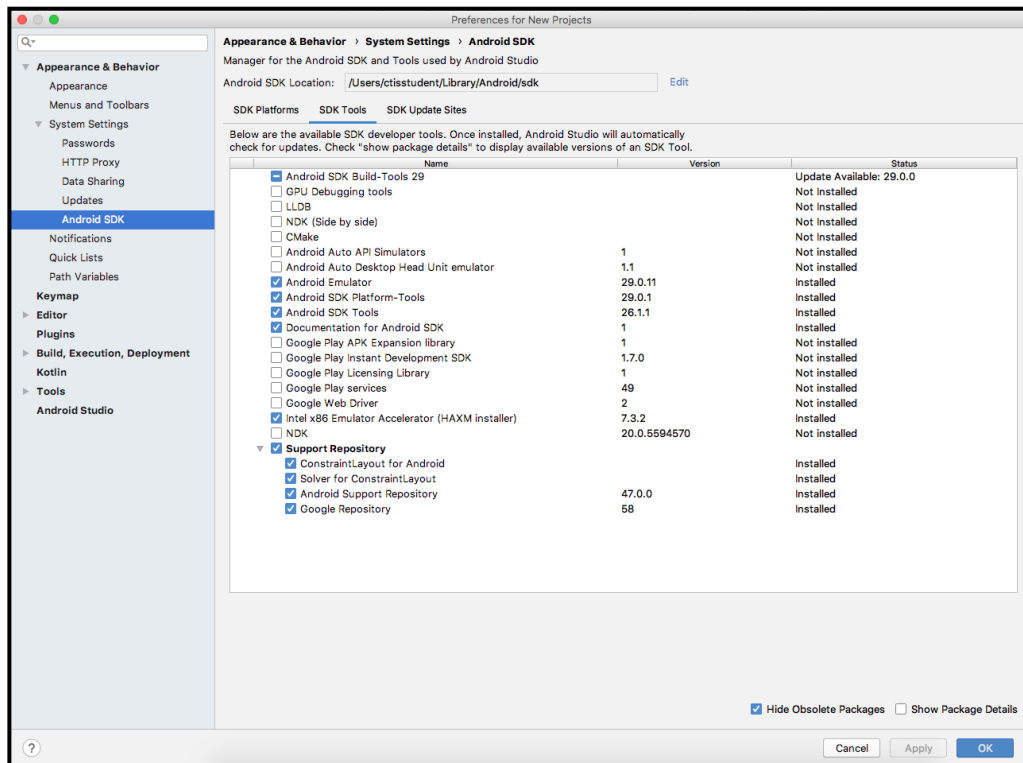 Preferences for New Projects
Appearance & Behavior
Appearance
Menus and Toolbars
System Settings
Passwords
HTTP Proxy
Data Sharing
Updates
Android SDK
Notifications
Quick Lists
Path Variables
Keymap
Editor
Plugins
Build, Execution, Deployment
Kotlin
Tools
Android Studio
Appearance & Behavior › System Settings › Android SDK
Manager for the Android SDK and Tools used by Android Studio
Android SDK Location: /Users/ctisstudent/Library/Android/sdk Edit
SDK Platforms SDK Tools SDK Update Sites
Below are the available SDK developer tools. Once installed, Android Studio will automatically
check for updates. Check "show package details" to display available versions of an SDK Tool.
Name Version Status
Android SDK Build-Tools 29 Update Available: 29.0.0
GPU Debugging tools Not Installed
LLDB Not Installed
NDK (Side by side) Not Installed
CMake Not Installed
Android Auto API Simulators 1 Not installed
Android Auto Desktop Head Unit emulator 1.1 Not installed
Android Emulator 29.0.11 Installed
Android SDK Platform-Tools 29.0.1 Installed
Android SDK Tools 26.1.1 Installed
Documentation for Android SDK 1 Installed
Google Play APK Expansion library 1 Not installed
Google Play Instant Development SDK 1.7.0 Not installed
Google Play Licensing Library 1 Not installed
Google Play services 49 Not installed
Google Web Driver 2 Not installed
Intel x86 Emulator Accelerator (HAXM installer) 7.3.2 Installed
NDK 20.0.5594570 Not installed
Support Repository
ConstraintLayout for Android Installed
Solver for ConstraintLayout Installed
Android Support Repository 47.0.0 Installed
Google Repository 58 Installed
Hide Obsolete Packages Show Package Details
? Cancel Apply OK